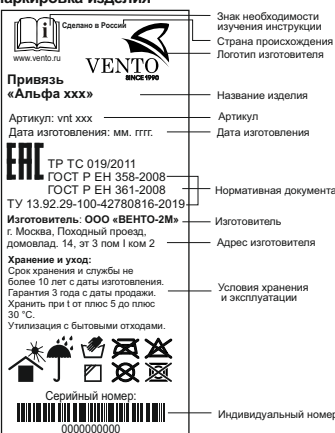 маркировка изделия
Сделано в России
www.vento.ru
VENTO
SINCE 1990
Знак необходимости
изучения инструкции
Страна происхождения
Логотип изготовителя
Привязь
«Альфа xxx»
Название изделия
Артикул: vnt xxx
Артикул
Дата изготовления: мм. гггг.
Дата изготовления
ЕАС
ТР ТС 019/2011
ГОСТ Р ЕН 358-2008
ГОСТ Р ЕН 361-2008
ТУ 13.92.29-100-42780816-2019
Нормативная документа
Изготовитель: ООО «ВЕНТО-2М»
Изготовитель
г. Москва, Походный проезд,
домовлад. 14, эт 3 пом I ком 2
Адрес изготовителя
Хранение и уход:
Срок хранения и службы не
более 10 лет с даты изготовления.
Гарантия 3 года с даты продажи.
Хранить при t от плюс 5 до плюс
30 °С.
Утилизация с бытовыми отходами.
Условия хранения
и эксплуатации
Серийный номер:
0000000000
Индивидуальный номер